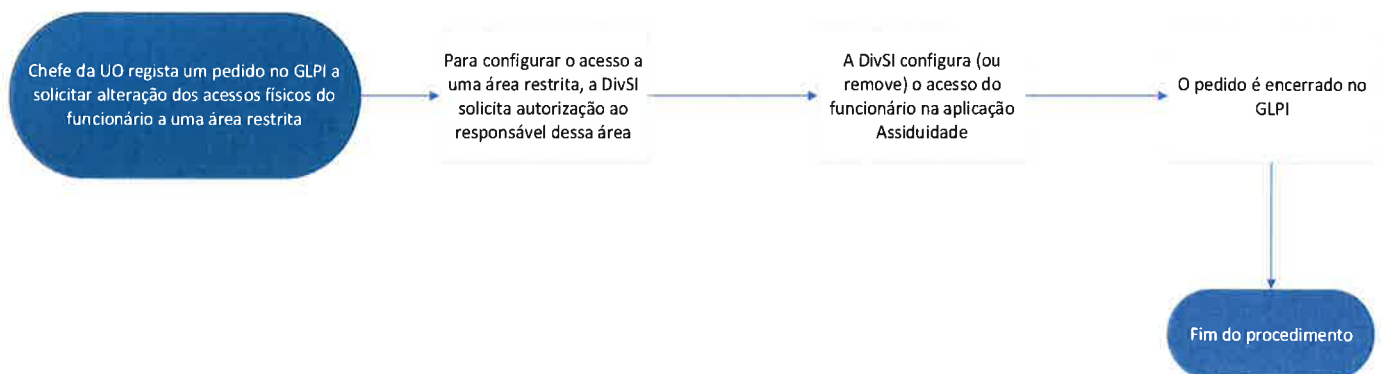 Chefe da UO regista um pedido no GLPI a
solicitar alteração dos acessos físicos do
funcionário a uma área restrita
Para configurar o acesso a
uma área restrita, a DivSI
solicita autorização ao
responsável dessa área
A DivSI configura (ou
remove) o acesso do
funcionário na aplicação
Assiduidade
O pedido é encerrado no
GLPI
Fim do procedimento